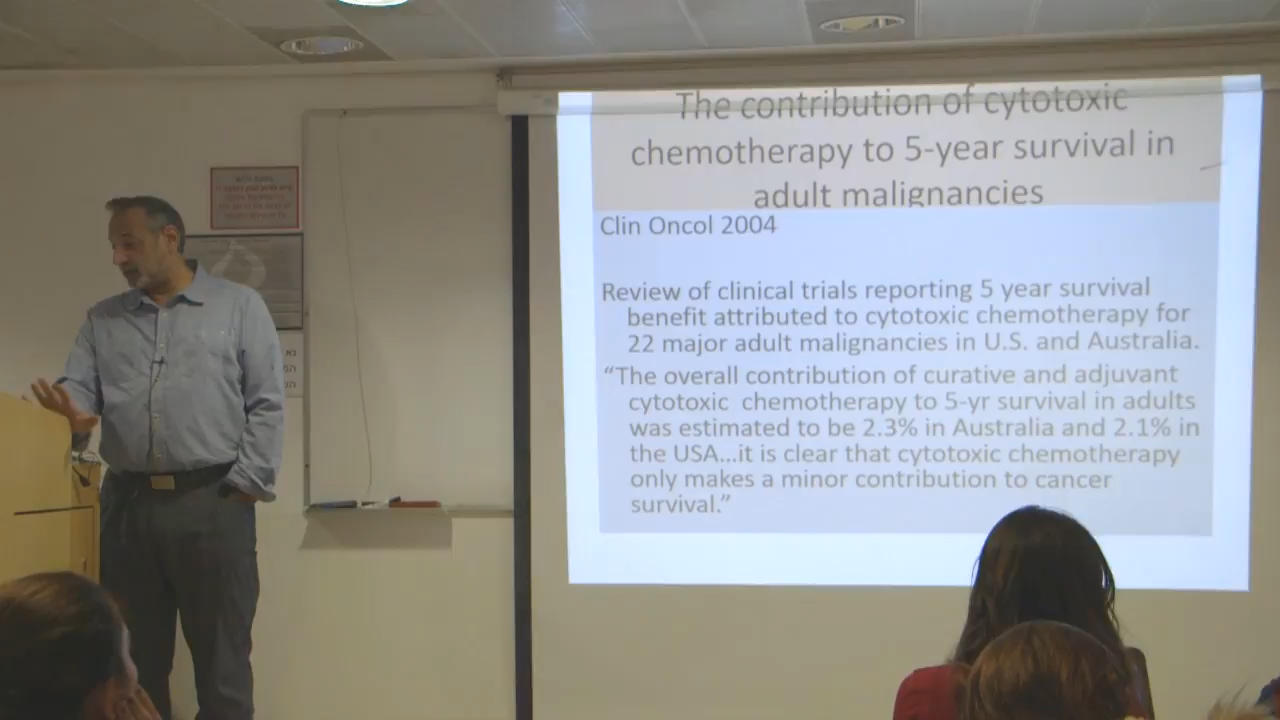 The contribution of cytotoxic
chemotherapy to 5-year survival in
adult malignancies
Clin Oncol 2004
Review of clinical trials reporting 5 year survival
benefit attributed to cytotoxic chemotherapy for
22 major adult malignancies in U.S. and Australia.
“The overall contribution of curative and adjuvant
cytotoxic chemotherapy to 5-yr survival in adults
was estimated to be 2.3% in Australia and 2.1% in
the USA...it is clear that cytotoxic chemotherapy
only makes a minor contribution to cancer
survival.”
נא